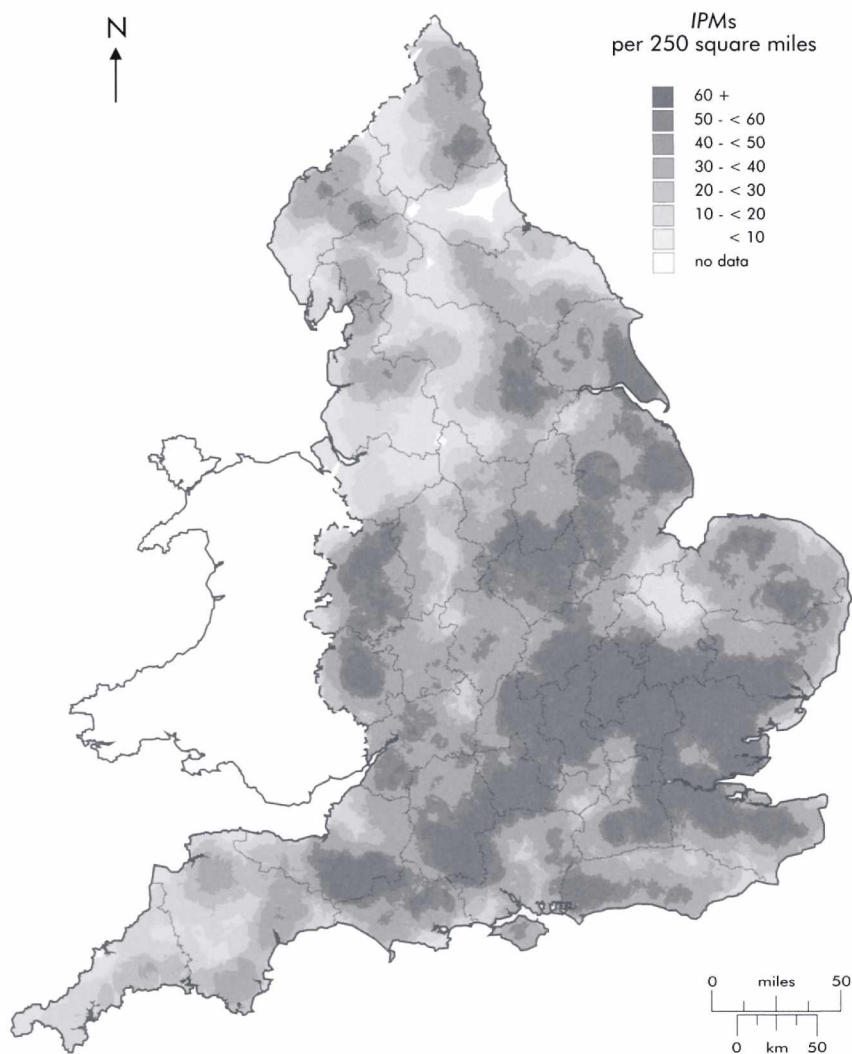 N
IPMs
per 250 square miles
60 +
50 - < 60
40 - < 50
30 - < 40
20 - < 30
10 - < 20
< 10
no data
0 miles 50
0 km 50